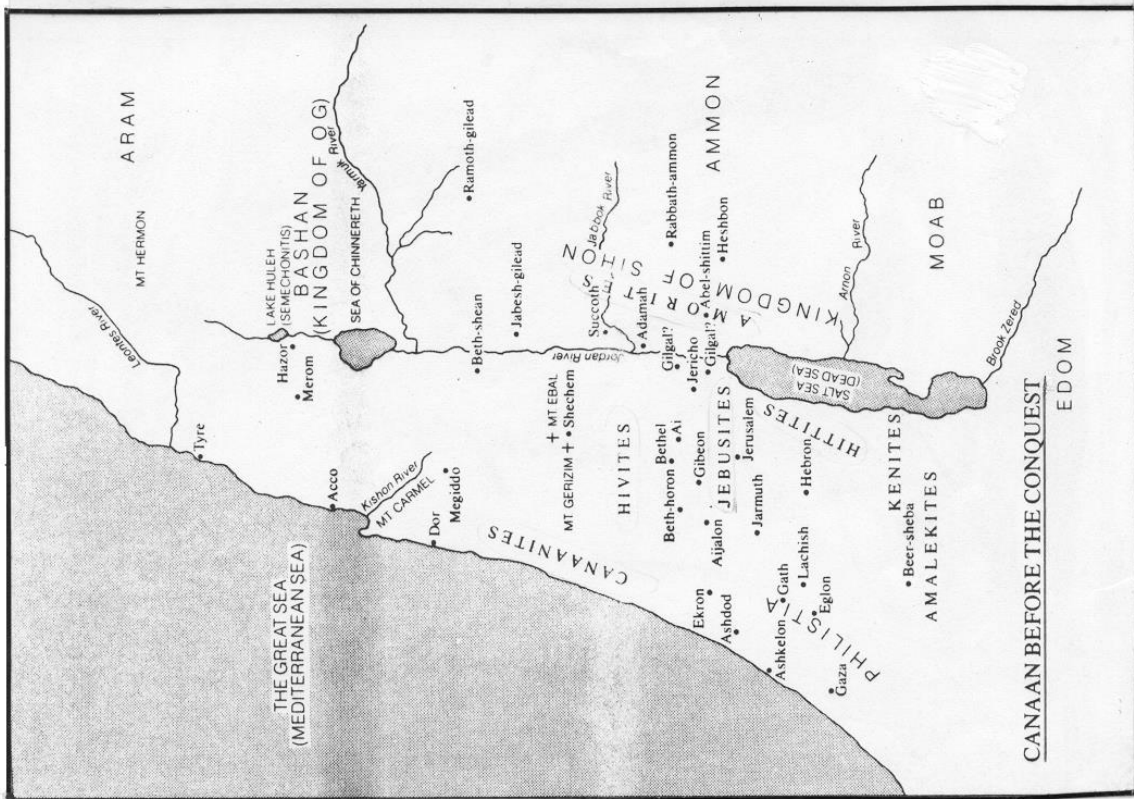 ARAM
MT HERMON
Leontes River
LAKE HULEH
(SEMECHONITIS)
BASHAN
(KINGDOM OF OG)
Yarmuk River
SEA OF CHINNERETH
Tyre
Hazor
Merom
Acco
THE GREAT SEA
(MEDITERRANEAN SEA)
Kishon River
MT CARMEL
Dor
Megiddo
Ramoth-gilead
Beth-shean
Jabesh-gilead
CANAANITES
MT GERIZIM
MT EBAL
Shechem
Jordan River
Succoth
Jabbok River
Adamah
HIVITES
AMORITES
KINGDOM OF SIHON
Rabbath-ammon
AMMON
Beth-horon
Bethel
Ai
Gilgal?
Jericho
Gilgal?
Abel-shittim
Heshbon
Gibeon
Aijalon
JEBUSITES
Jerusalem
Ekron
Ashdod
Jarmuth
HITTITES
SALT SEA
(DEAD SEA)
Ashkelon
Gath
Lachish
Hebron
Eglon
PHILISTIA
Gaza
Arnon River
MOAB
KENITES
Beer-sheba
AMALEKITES
Brook Zered
EDOM
CANAAN BEFORE THE CONQUEST